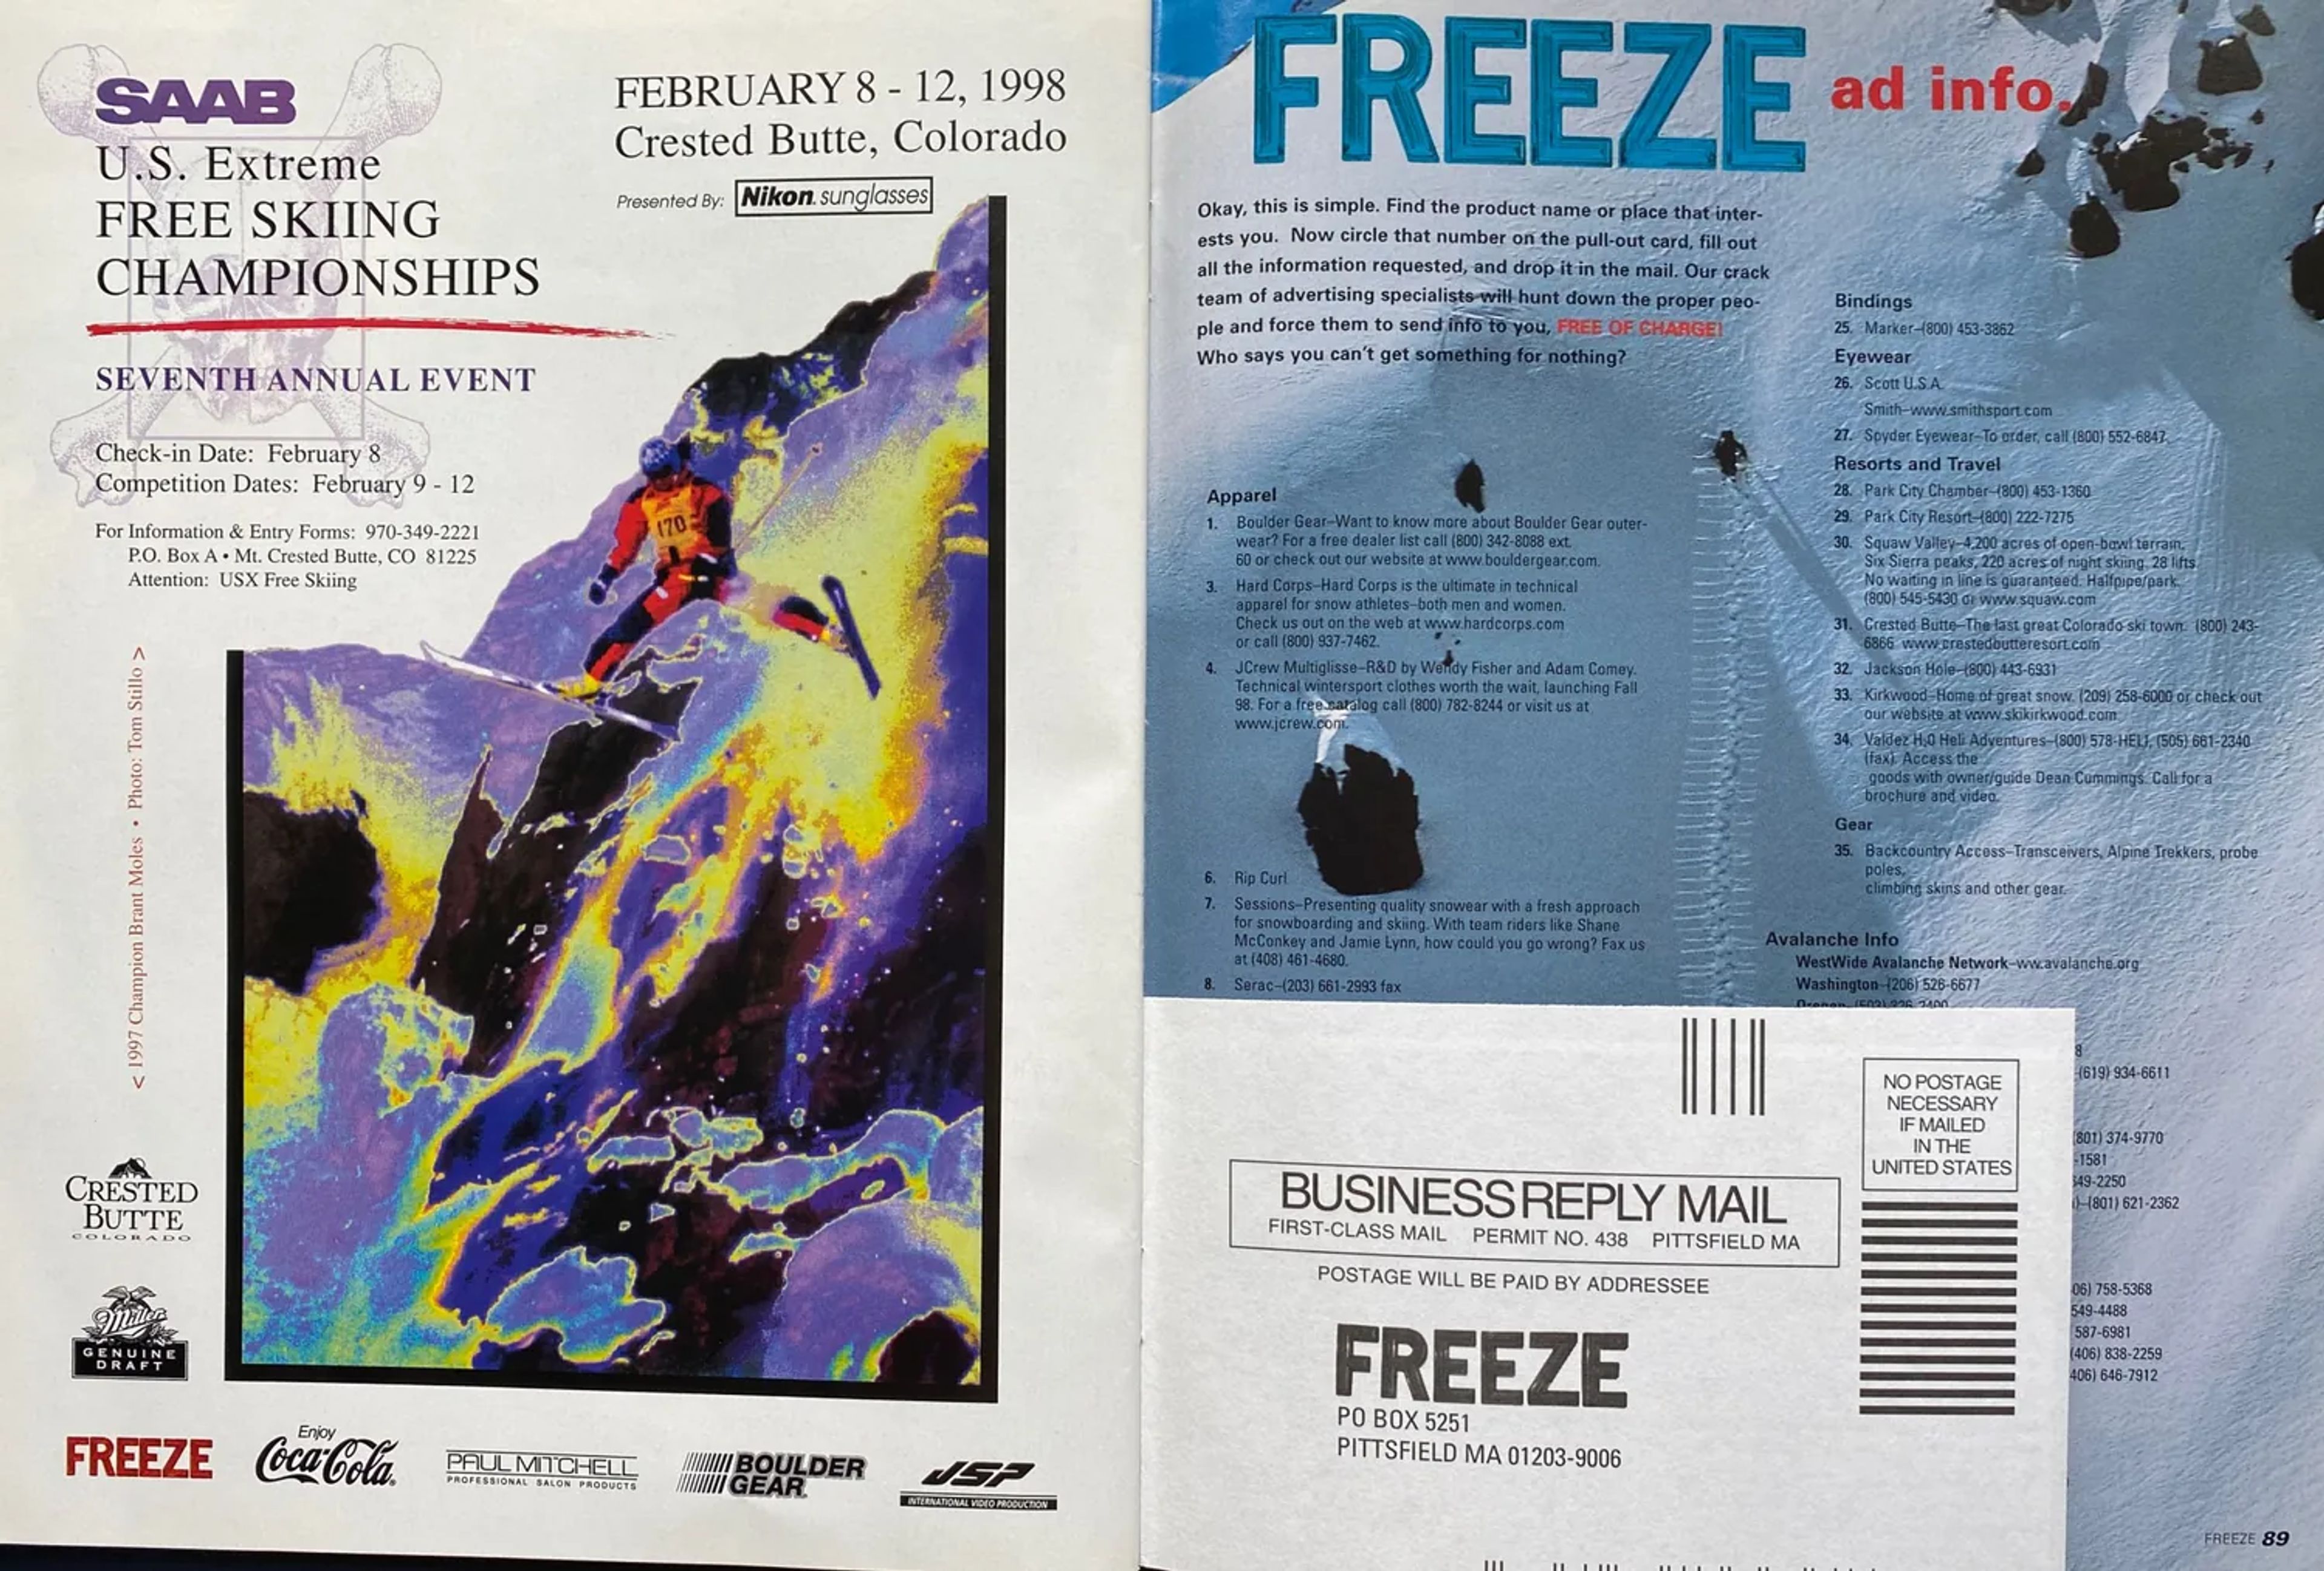 SAAB
U.S. Extreme
FREE SKIING
CHAMPIONSHIPS
SEVENTH ANNUAL EVENT
Check-in Date: February 8
Competition Dates: February 9 - 12
For Information & Entry Forms: 970-349-2221
P.O. Box A • Mt. Crested Butte, CO 81225
Attention: USX Free Skiing
FEBRUARY 8 - 12, 1998
Crested Butte, Colorado
Presented By: Nikon. sunglasses
170
< 1997 Champion Brant Moles • Photo: Tom Stillo >
CRESTED
BUTTE
COLORADO
Miller
GENUINE
DRAFT
FREEZE
Enjoy
Coca-Cola
PAUL MITCHELL
PROFESSIONAL SALON PRODUCTS
BOULDER
GEAR
JSP
INTERNATIONAL VIDEO PRODUCTION
FREEZE ad info.
Okay, this is simple. Find the product name or place that inter-
ests you. Now circle that number on the pull-out card, fill out
all the information requested, and drop it in the mail. Our crack
team of advertising specialists will hunt down the proper peo-
ple and force them to send info to you, FREE OF CHARGE!
Who says you can't get something for nothing?
Apparel
1. Boulder Gear–Want to know more about Boulder Gear outer-
wear? For a free dealer list call (800) 342-8088 ext.
60 or check out our website at www.bouldergear.com.
3. Hard Corps–Hard Corps is the ultimate in technical
apparel for snow athletes–both men and women.
Check us out on the web at www.hardcorps.com
or call (800) 937-7462.
4. JCrew Multiglisse–R&D by Wendy Fisher and Adam Comey.
Technical wintersport clothes worth the wait, launching Fall
98. For a free catalog call (800) 782-8244 or visit us at
www.jcrew.com.
6. Rip Curl
7. Sessions–Presenting quality snowear with a fresh approach
for snowboarding and skiing. With team riders like Shane
McConkey and Jamie Lynn, how could you go wrong? Fax us
at (408) 461-4680.
8. Serac–(203) 661-2993 fax
Bindings
25. Marker–(800) 453-3862
Eyewear
26. Scott U.S.A.
Smith–www.smithsport.com
27. Spyder Eyewear–To order, call (800) 552-6847.
Resorts and Travel
28. Park City Chamber–(800) 453-1360
29. Park City Resort–(800) 222-7275
30. Squaw Valley–4,200 acres of open-bowl terrain.
Six Sierra peaks, 220 acres of night skiing. 28 lifts.
No waiting in line is guaranteed. Halfpipe/park.
(800) 545-5430 or www.squaw.com
31. Crested Butte–The last great Colorado ski town. (800) 243-
6866 www.crestedbutteresort.com
32. Jackson Hole–(800) 443-6931
33. Kirkwood–Home of great snow. (209) 258-6000 or check out
our website at www.skikirkwood.com
34. Valdez H2O Heli Adventures–(800) 578-HELI, (505) 661-2340
(fax). Access the
goods with owner/guide Dean Cummings. Call for a
brochure and video.
Gear
35. Backcountry Access–Transceivers, Alpine Trekkers, probe
poles,
climbing skins and other gear.
Avalanche Info
WestWide Avalanche Network–ww.avalanche.org
Washington–(206) 526-6677
8
(619) 934-6611
(801) 374-9770
-1581
649-2250
(801) 621-2362
06) 758-5368
549-4488
587-6981
(406) 838-2259
406) 646-7912
NO POSTAGE
NECESSARY
IF MAILED
IN THE
UNITED STATES
BUSINESS REPLY MAIL
FIRST-CLASS MAIL PERMIT NO. 438 PITTSFIELD MA
POSTAGE WILL BE PAID BY ADDRESSEE
FREEZE
PO BOX 5251
PITTSFIELD MA 01203-9006
FREEZE 89